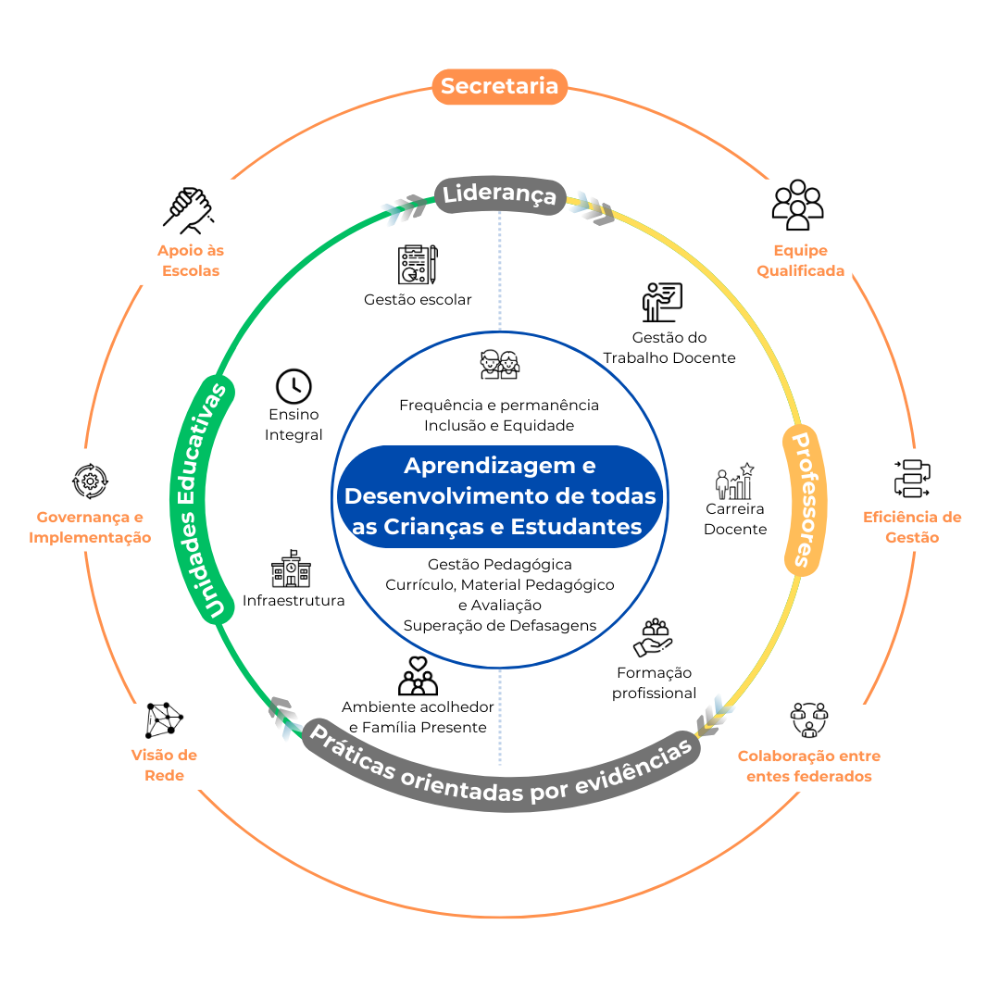 Secretaria
Liderança
Apoio às
Escolas
Equipe
Qualificada
Gestão escolar
Gestão do
Trabalho Docente
Ensino
Integral
Frequência e permanência
Inclusão e Equidade
Unidades Educativas
Aprendizagem e
Desenvolvimento de todas
as Crianças e Estudantes
Professores
Carreira
Docente
Governança e
Implementação
Eficiência de
Gestão
Gestão Pedagógica
Currículo, Material Pedagógico
e Avaliação
Superação de Defasagens
Infraestrutura
Formação
profissional
Ambiente acolhedor
e Família Presente
Práticas orientadas por evidências
Visão de
Rede
Colaboração entre
entes federados